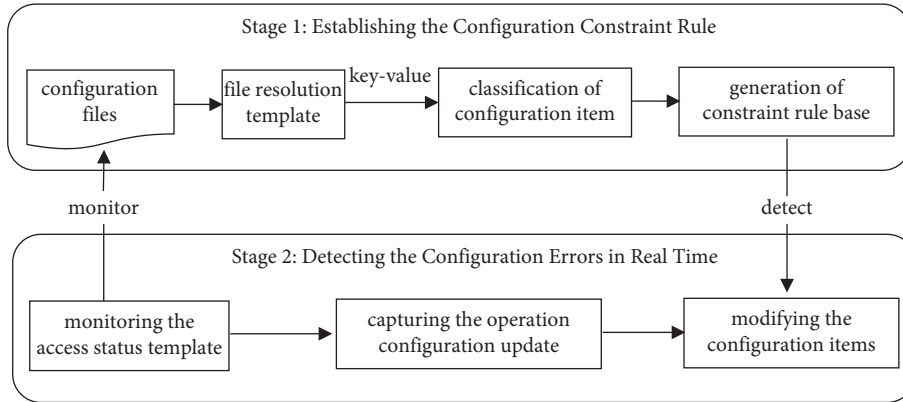 Stage 1: Establishing the Configuration Constraint Rule
configuration
files
file resolution
template
key-value
classification of
configuration item
generation of
constraint rule base
monitor
detect
Stage 2: Detecting the Configuration Errors in Real Time
monitoring the
access status template
capturing the operation
configuration update
modifying the
configuration items